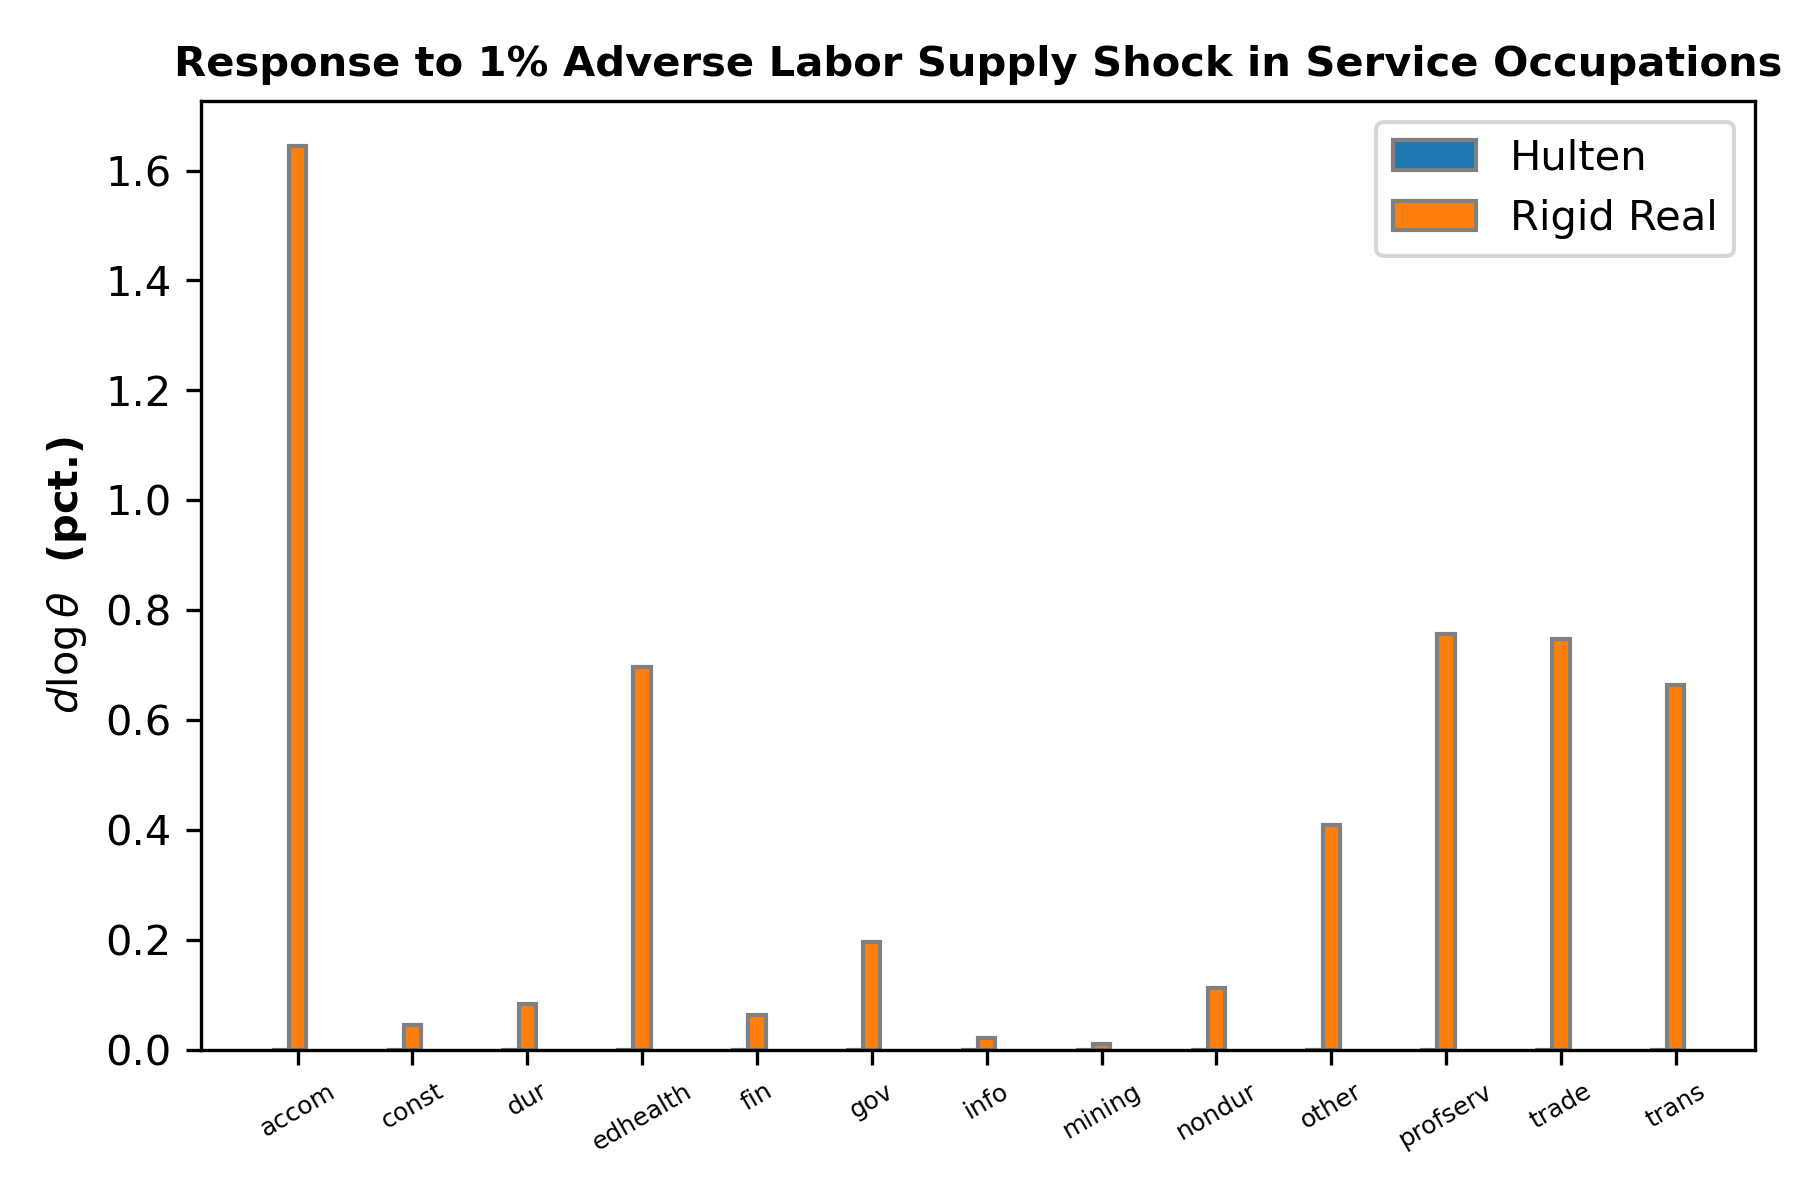 Response to 1% Adverse Labor Supply Shock in Service Occupations
Hulten
Rigid Real
d log θ (pct.)
1.6
1.4
1.2
1.0
0.8
0.6
0.4
0.2
0.0
accom const dur edhealth fin gov info mining nondur other profserv trade trans